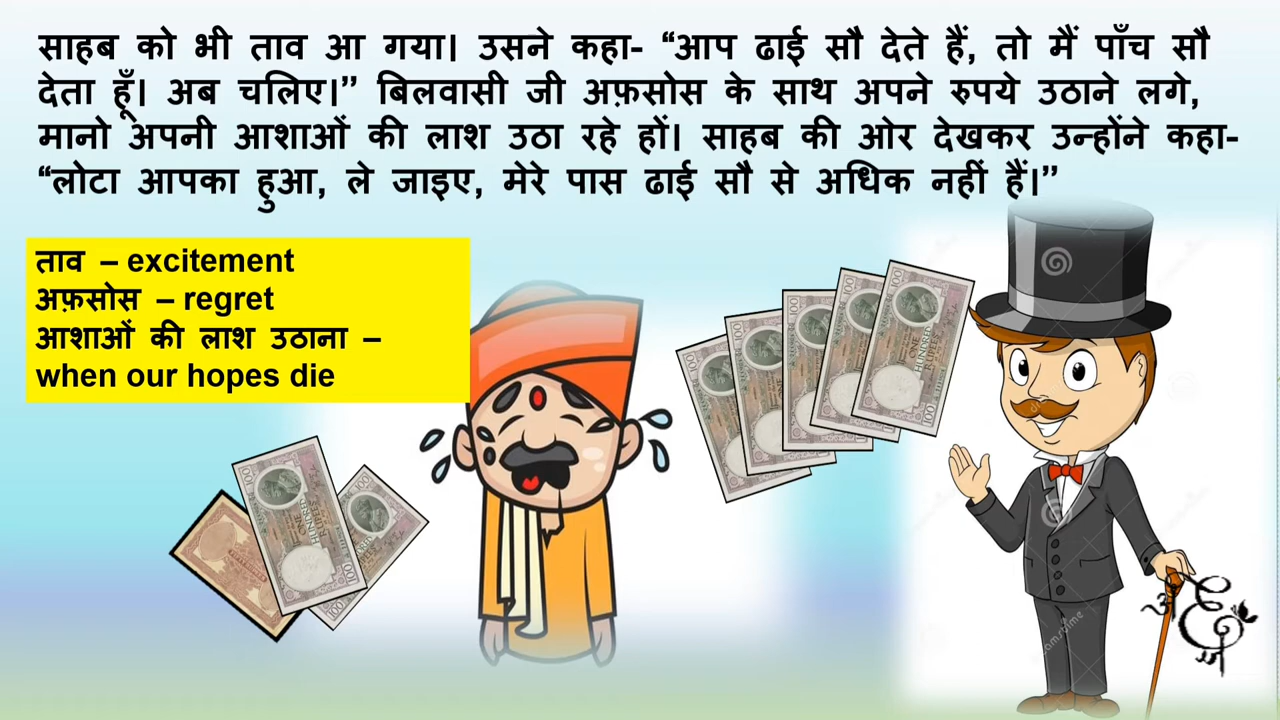 साहब को भी ताव आ गया। उसने कहा- “आप ढाई सौ देते हैं, तो मैं पाँच सौ
देता हूँ। अब चलिए।” बिलवासी जी अफ़सोस के साथ अपने रुपये उठाने लगे,
मानो अपनी आशाओं की लाश उठा रहे हों। साहब की ओर देखकर उन्होंने कहा-
“लोटा आपका हुआ, ले जाइए, मेरे पास ढाई सौ से अधिक नहीं हैं।”
ताव – excitement
अफ़सोस – regret
आशाओं की लाश उठाना –
when our hopes die